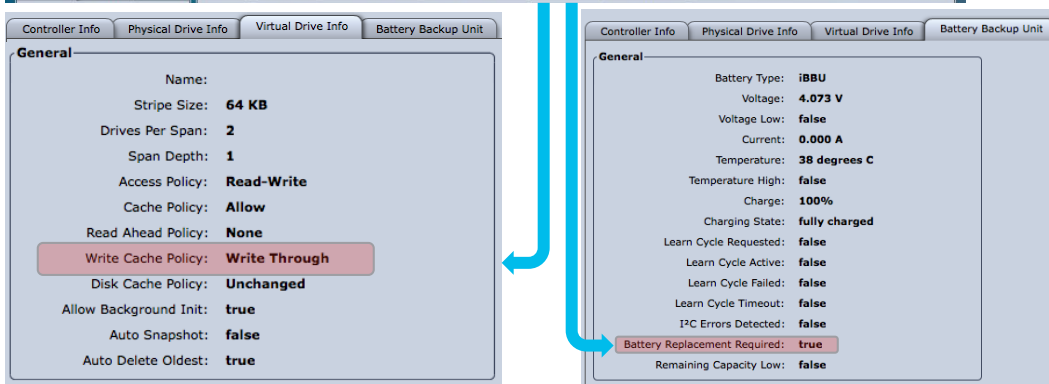 Controller Info Physical Drive Info Virtual Drive Info Battery Backup Unit
General
Name:
Stripe Size: 64 KB
Drives Per Span: 2
Span Depth: 1
Access Policy: Read-Write
Cache Policy: Allow
Read Ahead Policy: None
Write Cache Policy: Write Through
Disk Cache Policy: Unchanged
Allow Background Init: true
Auto Snapshot: false
Auto Delete Oldest: true
Controller Info Physical Drive Info Virtual Drive Info Battery Backup Unit
General
Battery Type: iBBU
Voltage: 4.073 V
Voltage Low: false
Current: 0.000 A
Temperature: 38 degrees C
Temperature High: false
Charge: 100%
Charging State: fully charged
Learn Cycle Requested: false
Learn Cycle Active: false
Learn Cycle Failed: false
Learn Cycle Timeout: false
I²C Errors Detected: false
Battery Replacement Required: true
Remaining Capacity Low: false